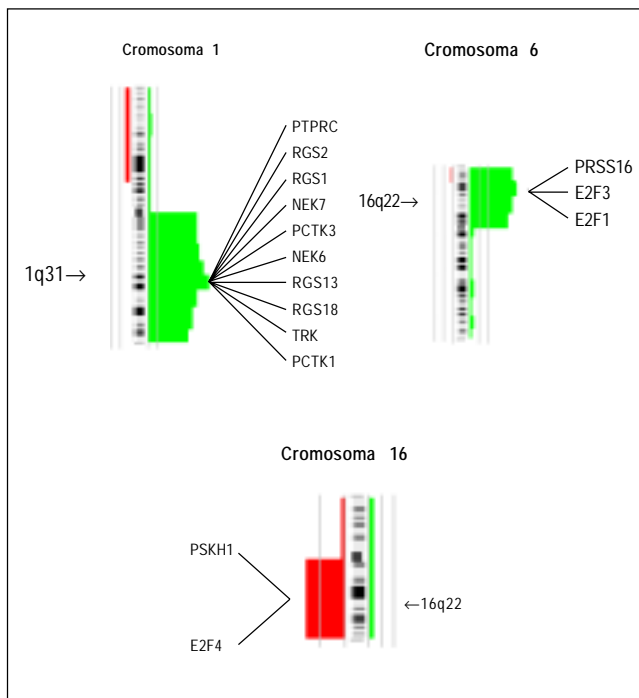 Cromosoma 1
PTPRC
RGS2
RGS1
NEK7
PCTK3
NEK6
RGS13
RGS18
TRK
PCTK1
1q31→
Cromosoma 6
16q22→
PRSS16
E2F3
E2F1
Cromosoma 16
PSKH1
E2F4
←16q22